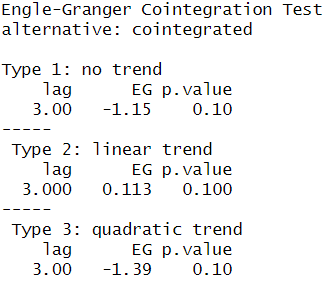 Engle-Granger Cointegration Test
alternative: cointegrated
Type 1: no trend
lag EG p.value
3.00 -1.15 0.10
-----
Type 2: linear trend
lag EG p.value
3.000 0.113 0.100
-----
Type 3: quadratic trend
lag EG p.value
3.00 -1.39 0.10